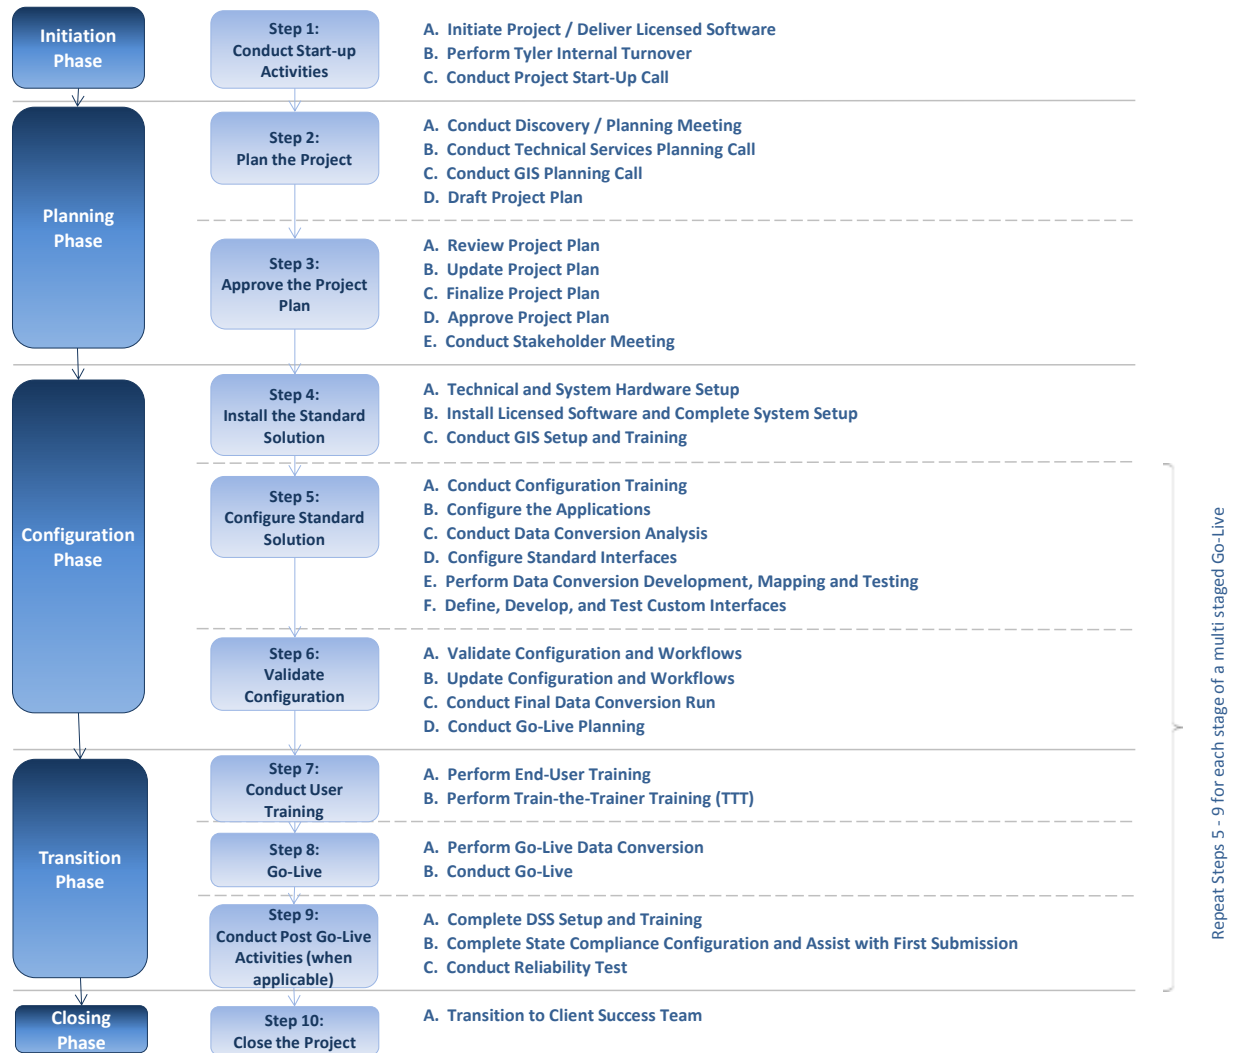 Initiation
Phase
Step 1:
Conduct Start-up
Activities
A. Initiate Project / Deliver Licensed Software
B. Perform Tyler Internal Turnover
C. Conduct Project Start-Up Call
Planning
Phase
Step 2:
Plan the Project
A. Conduct Discovery / Planning Meeting
B. Conduct Technical Services Planning Call
C. Conduct GIS Planning Call
D. Draft Project Plan
Step 3:
Approve the Project
Plan
A. Review Project Plan
B. Update Project Plan
C. Finalize Project Plan
D. Approve Project Plan
E. Conduct Stakeholder Meeting
Configuration
Phase
Step 4:
Install the Standard
Solution
A. Technical and System Hardware Setup
B. Install Licensed Software and Complete System Setup
C. Conduct GIS Setup and Training
Step 5:
Configure Standard
Solution
A. Conduct Configuration Training
B. Configure the Applications
C. Conduct Data Conversion Analysis
D. Configure Standard Interfaces
E. Perform Data Conversion Development, Mapping and Testing
F. Define, Develop, and Test Custom Interfaces
Step 6:
Validate
Configuration
A. Validate Configuration and Workflows
B. Update Configuration and Workflows
C. Conduct Final Data Conversion Run
D. Conduct Go-Live Planning
Transition
Phase
Step 7:
Conduct User
Training
A. Perform End-User Training
B. Perform Train-the-Trainer Training (TTT)
Step 8:
Go-Live
A. Perform Go-Live Data Conversion
B. Conduct Go-Live
Step 9:
Conduct Post Go-Live
Activities (when
applicable)
A. Complete DSS Setup and Training
B. Complete State Compliance Configuration and Assist with First Submission
C. Conduct Reliability Test
Repeat Steps 5 - 9 for each stage of a multi staged Go-Live
Closing
Phase
Step 10:
Close the Project
A. Transition to Client Success Team